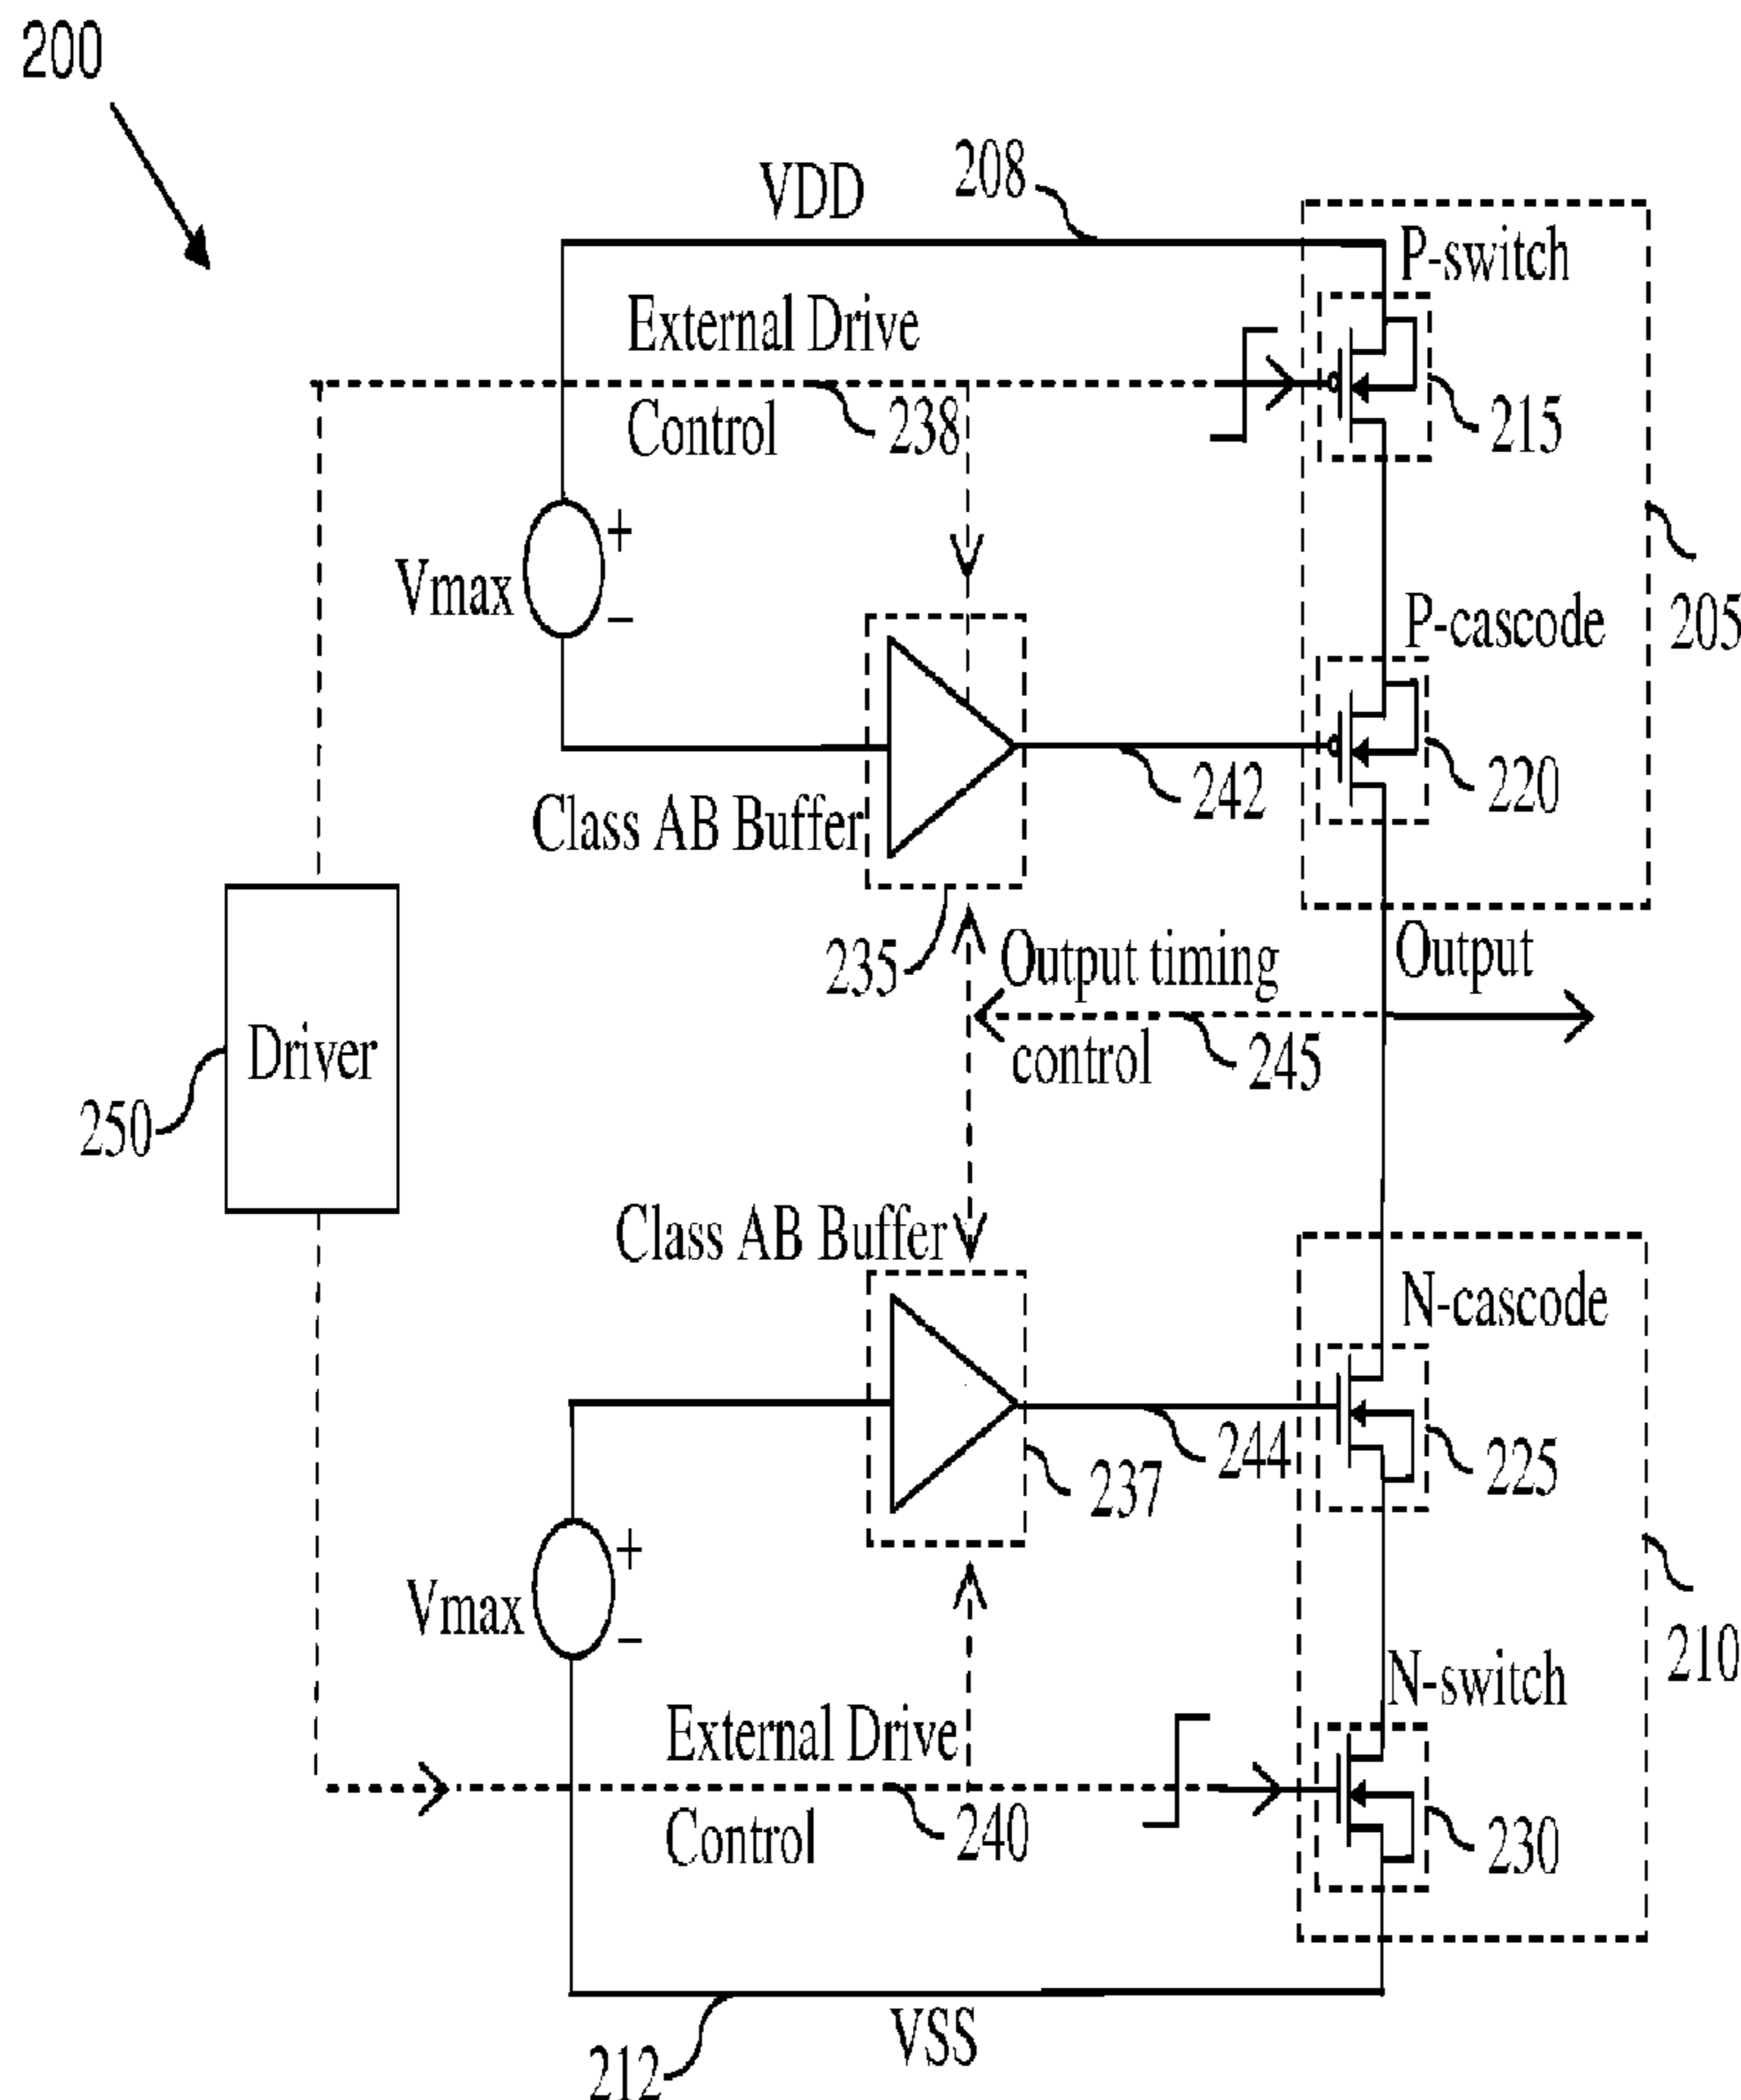 200
VDD
208
P-switch
External Drive
Control
238
215
+
Vmax
−
P-cascode
205
242
220
Class AB Buffer
235
Output timing
control
245
Output
Driver
250
Class AB Buffer
N-cascode
244
225
237
+
Vmax
−
210
N-switch
External Drive
Control
240
230
VSS
212